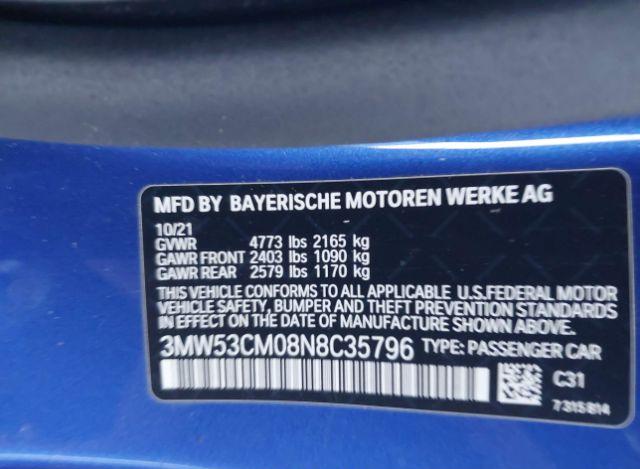 MFD BY BAYERISCHE MOTOREN WERKE AG
10/21
GVWR 4773 lbs 2165 kg
GAWR FRONT 2403 lbs 1090 kg
GAWR REAR 2579 lbs 1170 kg
THIS VEHICLE CONFORMS TO ALL APPLICABLE U.S.FEDERAL MOTOR
VEHICLE SAFETY, BUMPER AND THEFT PREVENTION STANDARDS
IN EFFECT ON THE DATE OF MANUFACTURE SHOWN ABOVE.
3MW53CM08N8C35796 TYPE: PASSENGER CAR
C31
7315814